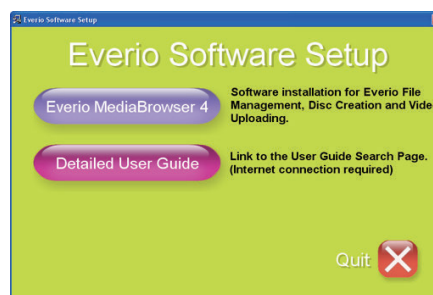 Everio Software Setup
Everio Software Setup
Everio MediaBrowser 4
Software installation for Everio File
Management, Disc Creation and Vide
Uploading.
Detailed User Guide
Link to the User Guide Search Page.
(Internet connection required)
Quit